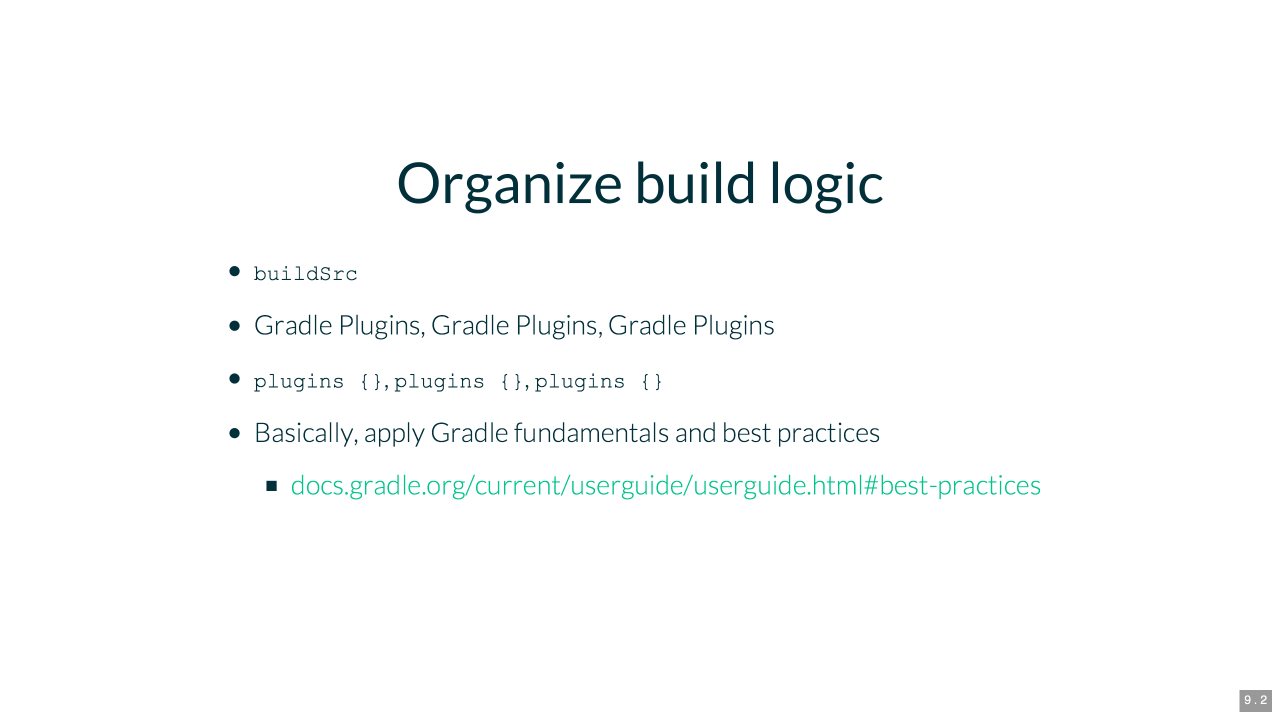 Organize build logic
buildSrc
Gradle Plugins, Gradle Plugins, Gradle Plugins
plugins {}, plugins {}, plugins {}
Basically, apply Gradle fundamentals and best practices
docs.gradle.org/current/userguide/userguide.html#best-practices
9.2